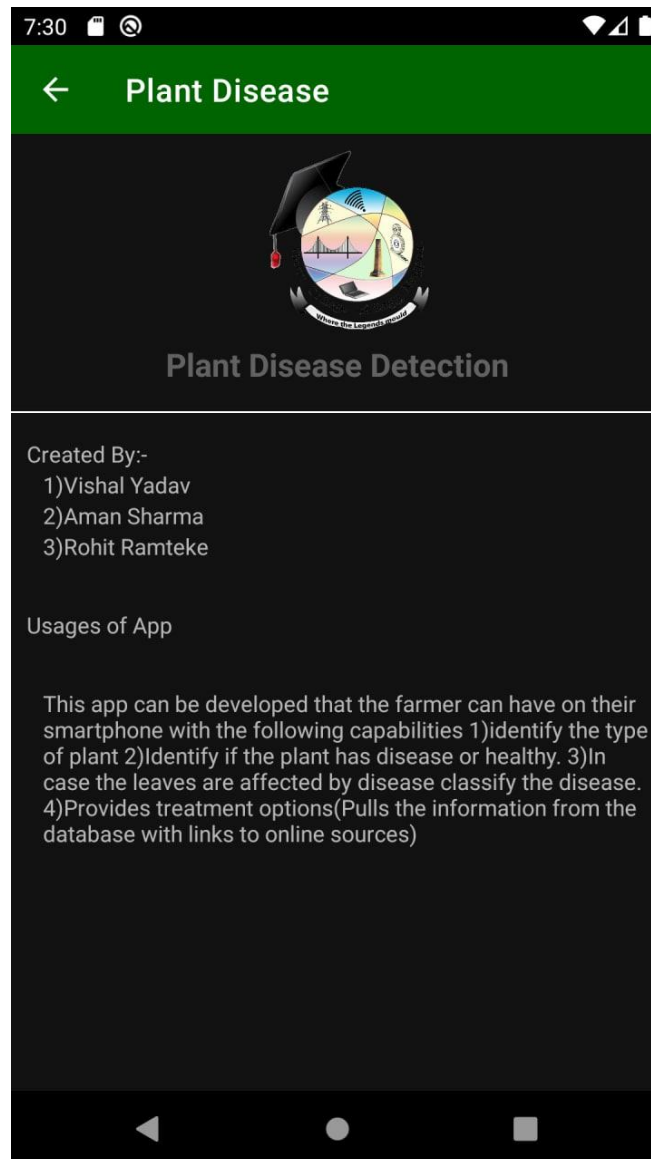 7:30
Plant Disease
Where the Legends mould
Plant Disease Detection
Created By:-
1)Vishal Yadav
2)Aman Sharma
3)Rohit Ramteke
Usages of App
This app can be developed that the farmer can have on their
smartphone with the following capabilities 1)identify the type
of plant 2)Identify if the plant has disease or healthy. 3)In
case the leaves are affected by disease classify the disease.
4)Provides treatment options(Pulls the information from the
database with links to online sources)